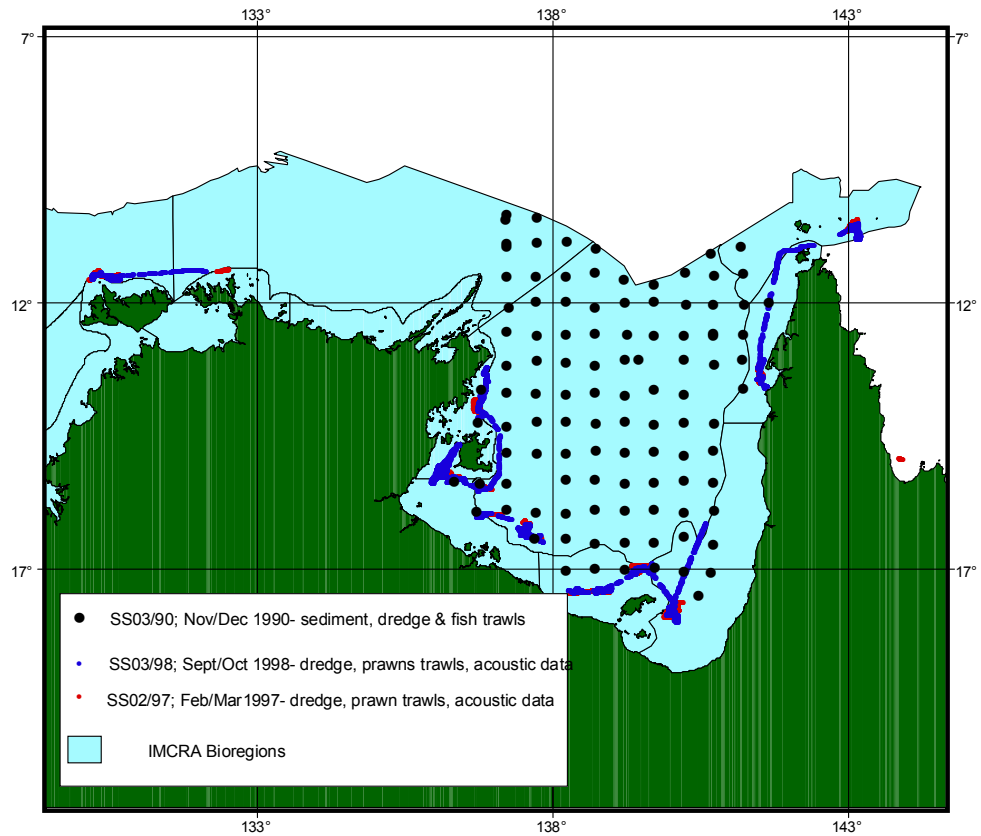 133° 138° 143°
7° 7°
12° 12°
17° 17°
SS03/90; Nov/Dec 1990- sediment, dredge & fish trawls
SS03/98; Sept/Oct 1998- dredge, prawns trawls, acoustic data
SS02/97; Feb/Mar1997- dredge, prawn trawls, acoustic data
IMCRA Bioregions
133° 138° 143°